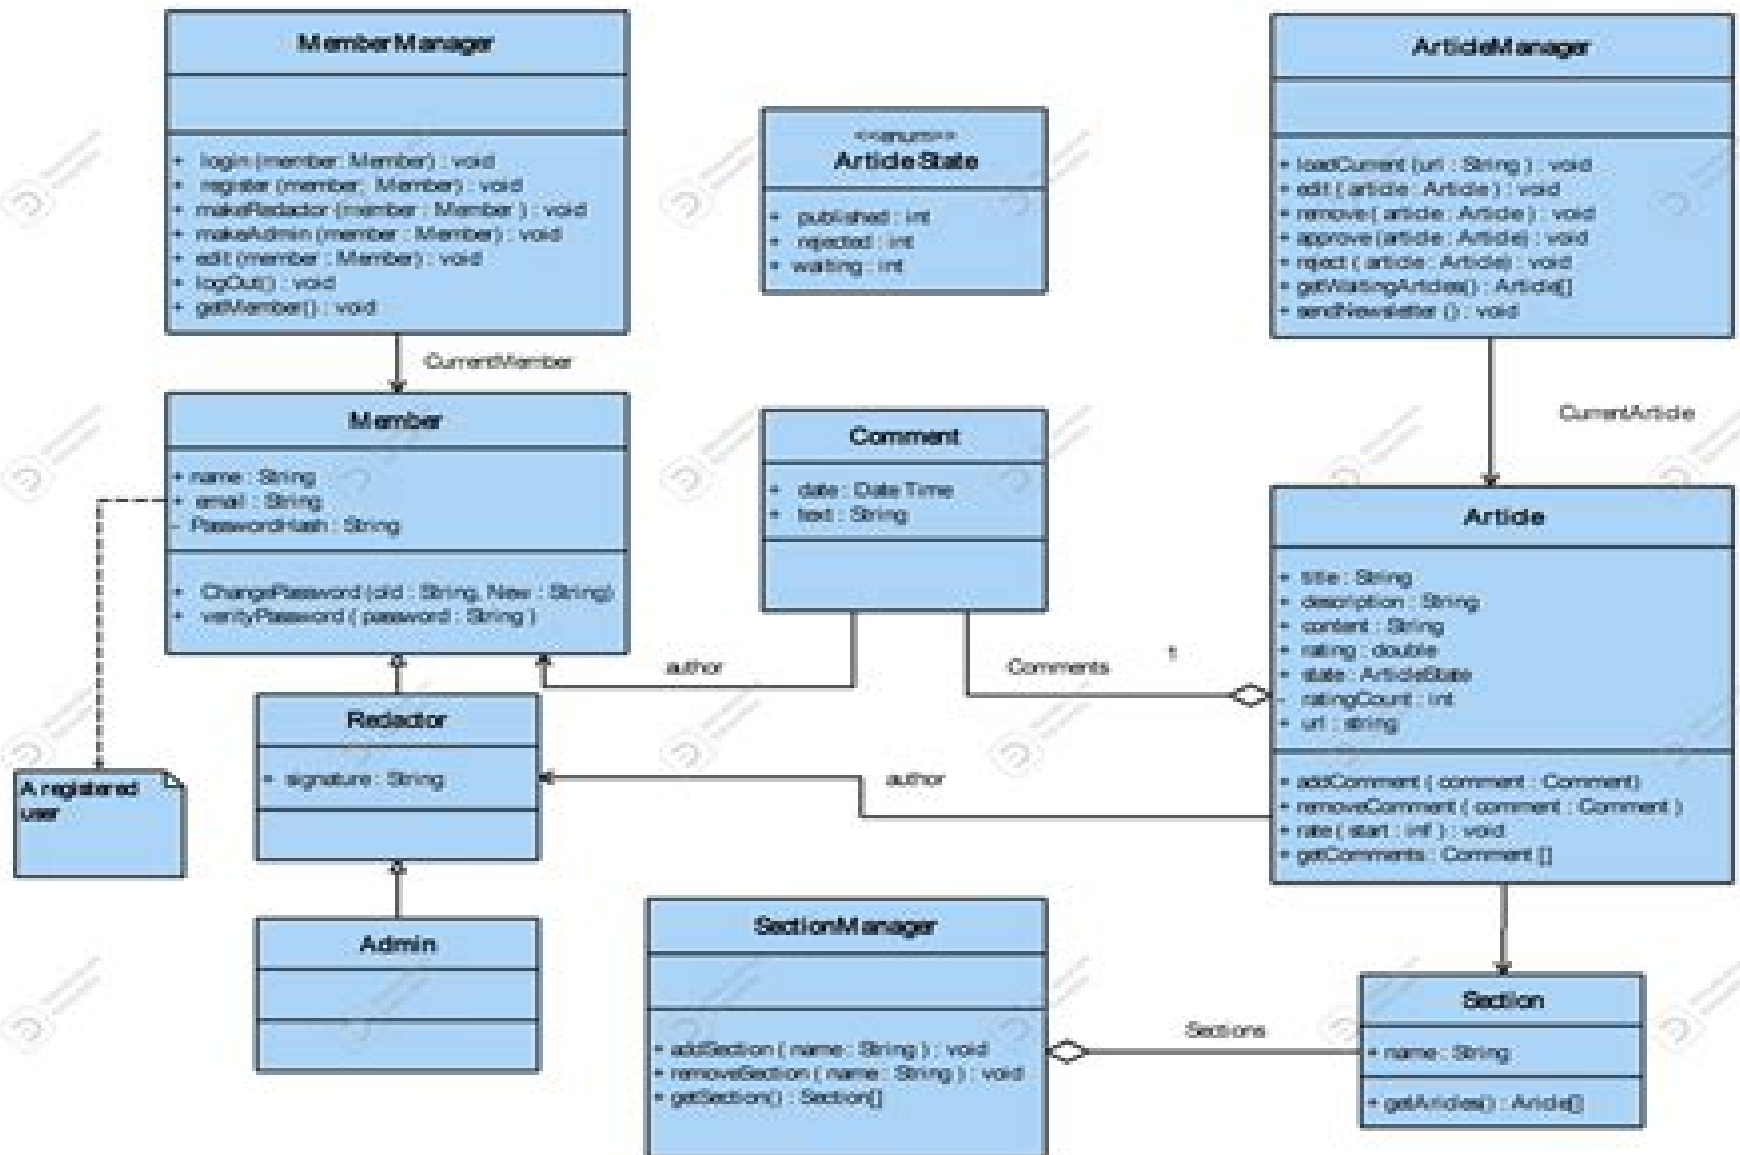 MemberManager
+ login (member: Member) : void
+ register (member: Member) : void
+ makeRedactor (member : Member ) : void
+ makeAdmin (member : Member) : void
+ edit (member : Member) : void
+ logOut() : void
+ getMember() : void
CurrentMember
Member
+ name : String
+ email : String
- PasswordHash : String
+ ChangePassword (old : String, New : String)
+ verityPassword ( password : String )
A registered
user
Redactor
+ signature : String
Admin
<<enum>>
ArticleState
+ published : int
+ rejected : int
+ waiting : int
Comment
+ date : Date Time
+ text : String
author
Comments
1
author
ArticleManager
+ loadCurrent (url : String ) : void
+ edit ( article : Article ) : void
+ remove ( article : Article ) : void
+ approve (article : Article) : void
+ reject ( article : Article) : void
+ getWaitingArticles() : Article[]
+ sendNewsletter () : void
CurrentArticle
Article
+ title : String
+ description : String
+ content : String
+ rating : double
+ state : ArticleState
- ratingCount : int
+ url : string
+ addComment ( comment : Comment)
+ removeComment ( comment : Comment )
+ rate ( start : inf ) : void
+ getComments : Comment []
SectionManager
+ addSection ( name : String ) : void
+ removeSection ( name : String ) : void
+ getSection() : Section[]
Sections
Section
+ name : String
+ getAricles() : Aricle[]